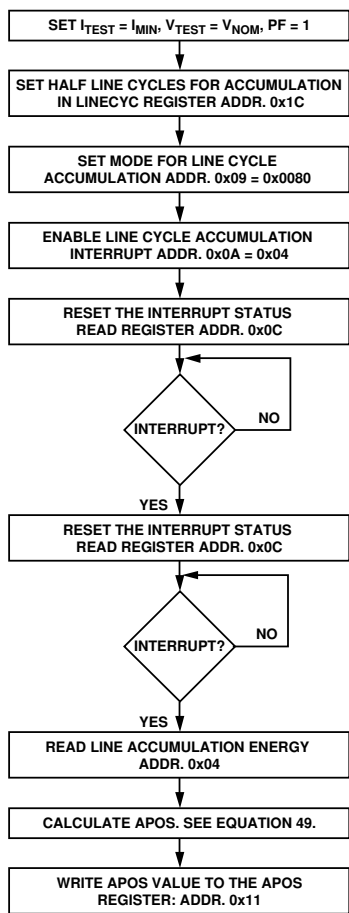 SET I_TEST = I_MIN, V_TEST = V_NOM, PF = 1
SET HALF LINE CYCLES FOR ACCUMULATION
IN LINECYC REGISTER ADDR. 0x1C
SET MODE FOR LINE CYCLE
ACCUMULATION ADDR. 0x09 = 0x0080
ENABLE LINE CYCLE ACCUMULATION
INTERRUPT ADDR. 0x0A = 0x04
RESET THE INTERRUPT STATUS
READ REGISTER ADDR. 0x0C
INTERRUPT?
NO
YES
RESET THE INTERRUPT STATUS
READ REGISTER ADDR. 0x0C
INTERRUPT?
NO
YES
READ LINE ACCUMULATION ENERGY
ADDR. 0x04
CALCULATE APOS. SEE EQUATION 49.
WRITE APOS VALUE TO THE APOS
REGISTER: ADDR. 0x11